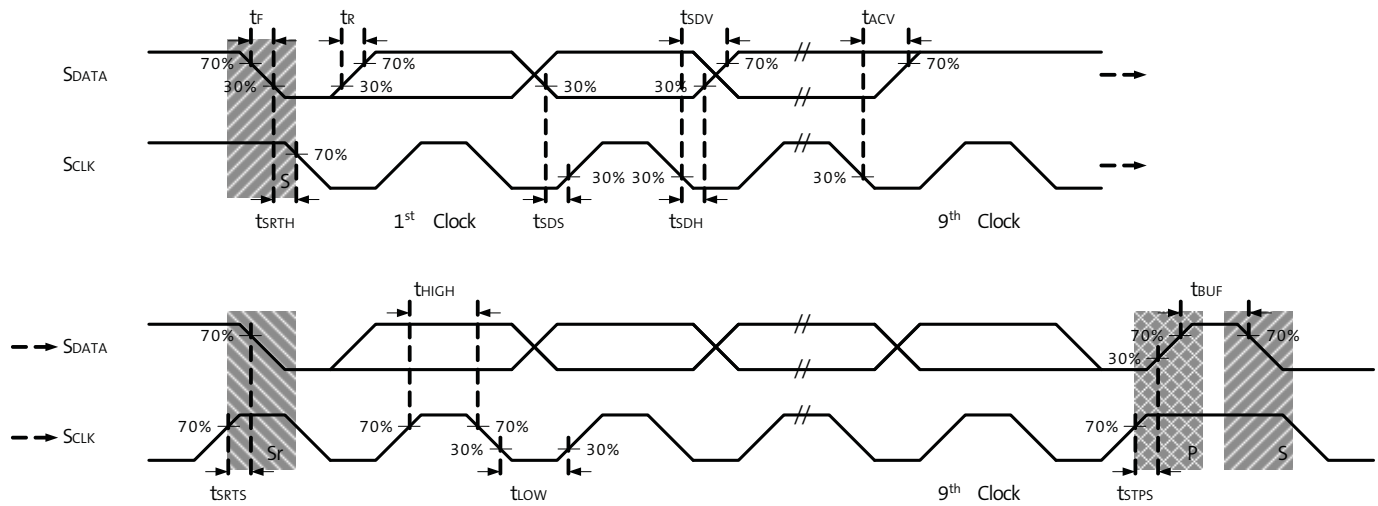 tF tR tSDV tACV
70% 70% 70% 70%
SDATA
30% 30% 30% 30%
SCLK
70%
S 30% 30% 30%
tSRTH 1st Clock tSDS tSDH 9th Clock
tHIGH tBUF
70% 70% 70%
SDATA
30%
70% 70% 70% 70%
SCLK
30% 30%
Sr P S
tSRTS tLOW 9th Clock tSTPS